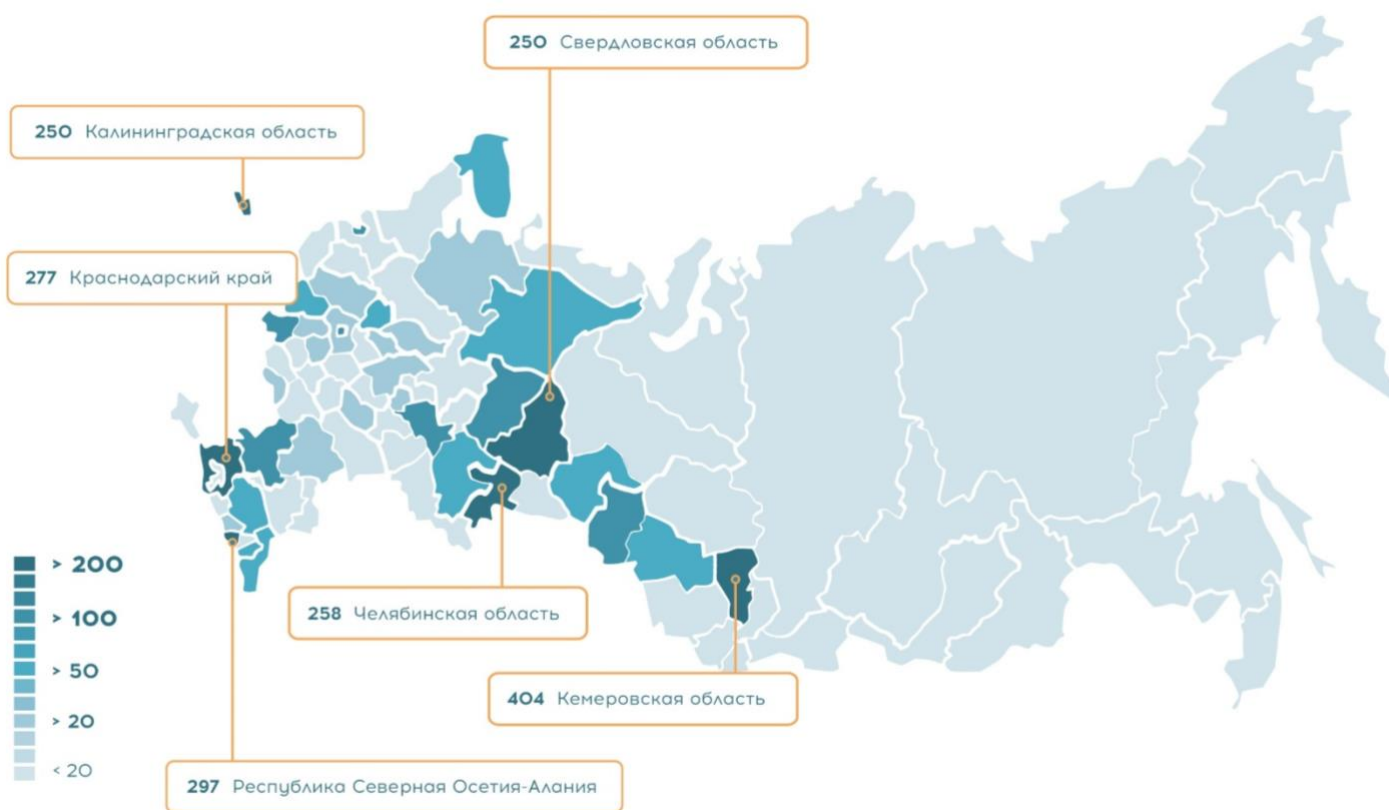 250 Свердловская область
250 Калининградская область
277 Краснодарский край
> 200
> 100
258 Челябинская область
> 50
404 Кемеровская область
> 20
< 20
297 Республика Северная Осетия-Алания